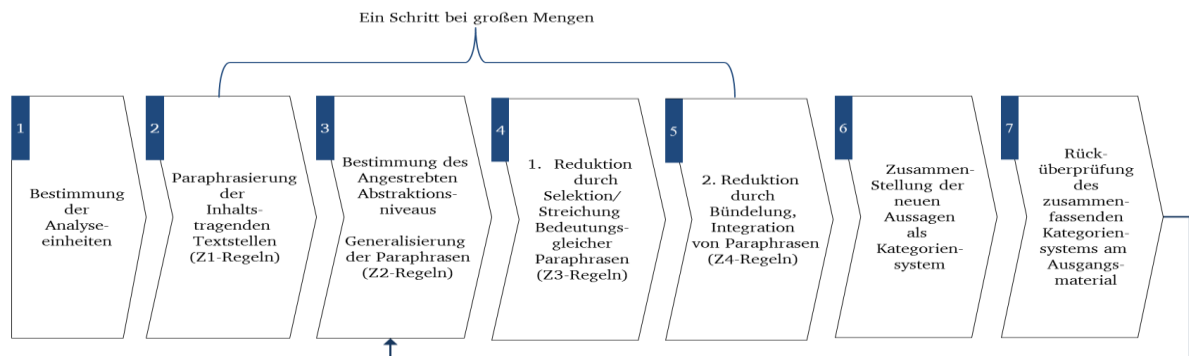 Ein Schritt bei großen Mengen
1
Bestimmung
der
Analyse-
einheiten
2
Paraphrasierung
der
Inhalts-
tragenden
Textstellen
(Z1-Regeln)
3
Bestimmung des
Angestrebten
Abstraktions-
niveaus
Generalisierung
der Paraphrasen
(Z2-Regeln)
4
1. Reduktion
durch
Selektion/
Streichung
Bedeutungs-
gleicher
Paraphrasen
(Z3-Regeln)
5
2. Reduktion
durch
Bündelung,
Integration
von Paraphrasen
(Z4-Regeln)
6
Zusammen-
Stellung der
neuen
Aussagen
als
Kategorien-
system
7
Rück-
überprüfung
des
zusammen-
fassenden
Kategorien-
systems am
Ausgangs-
material